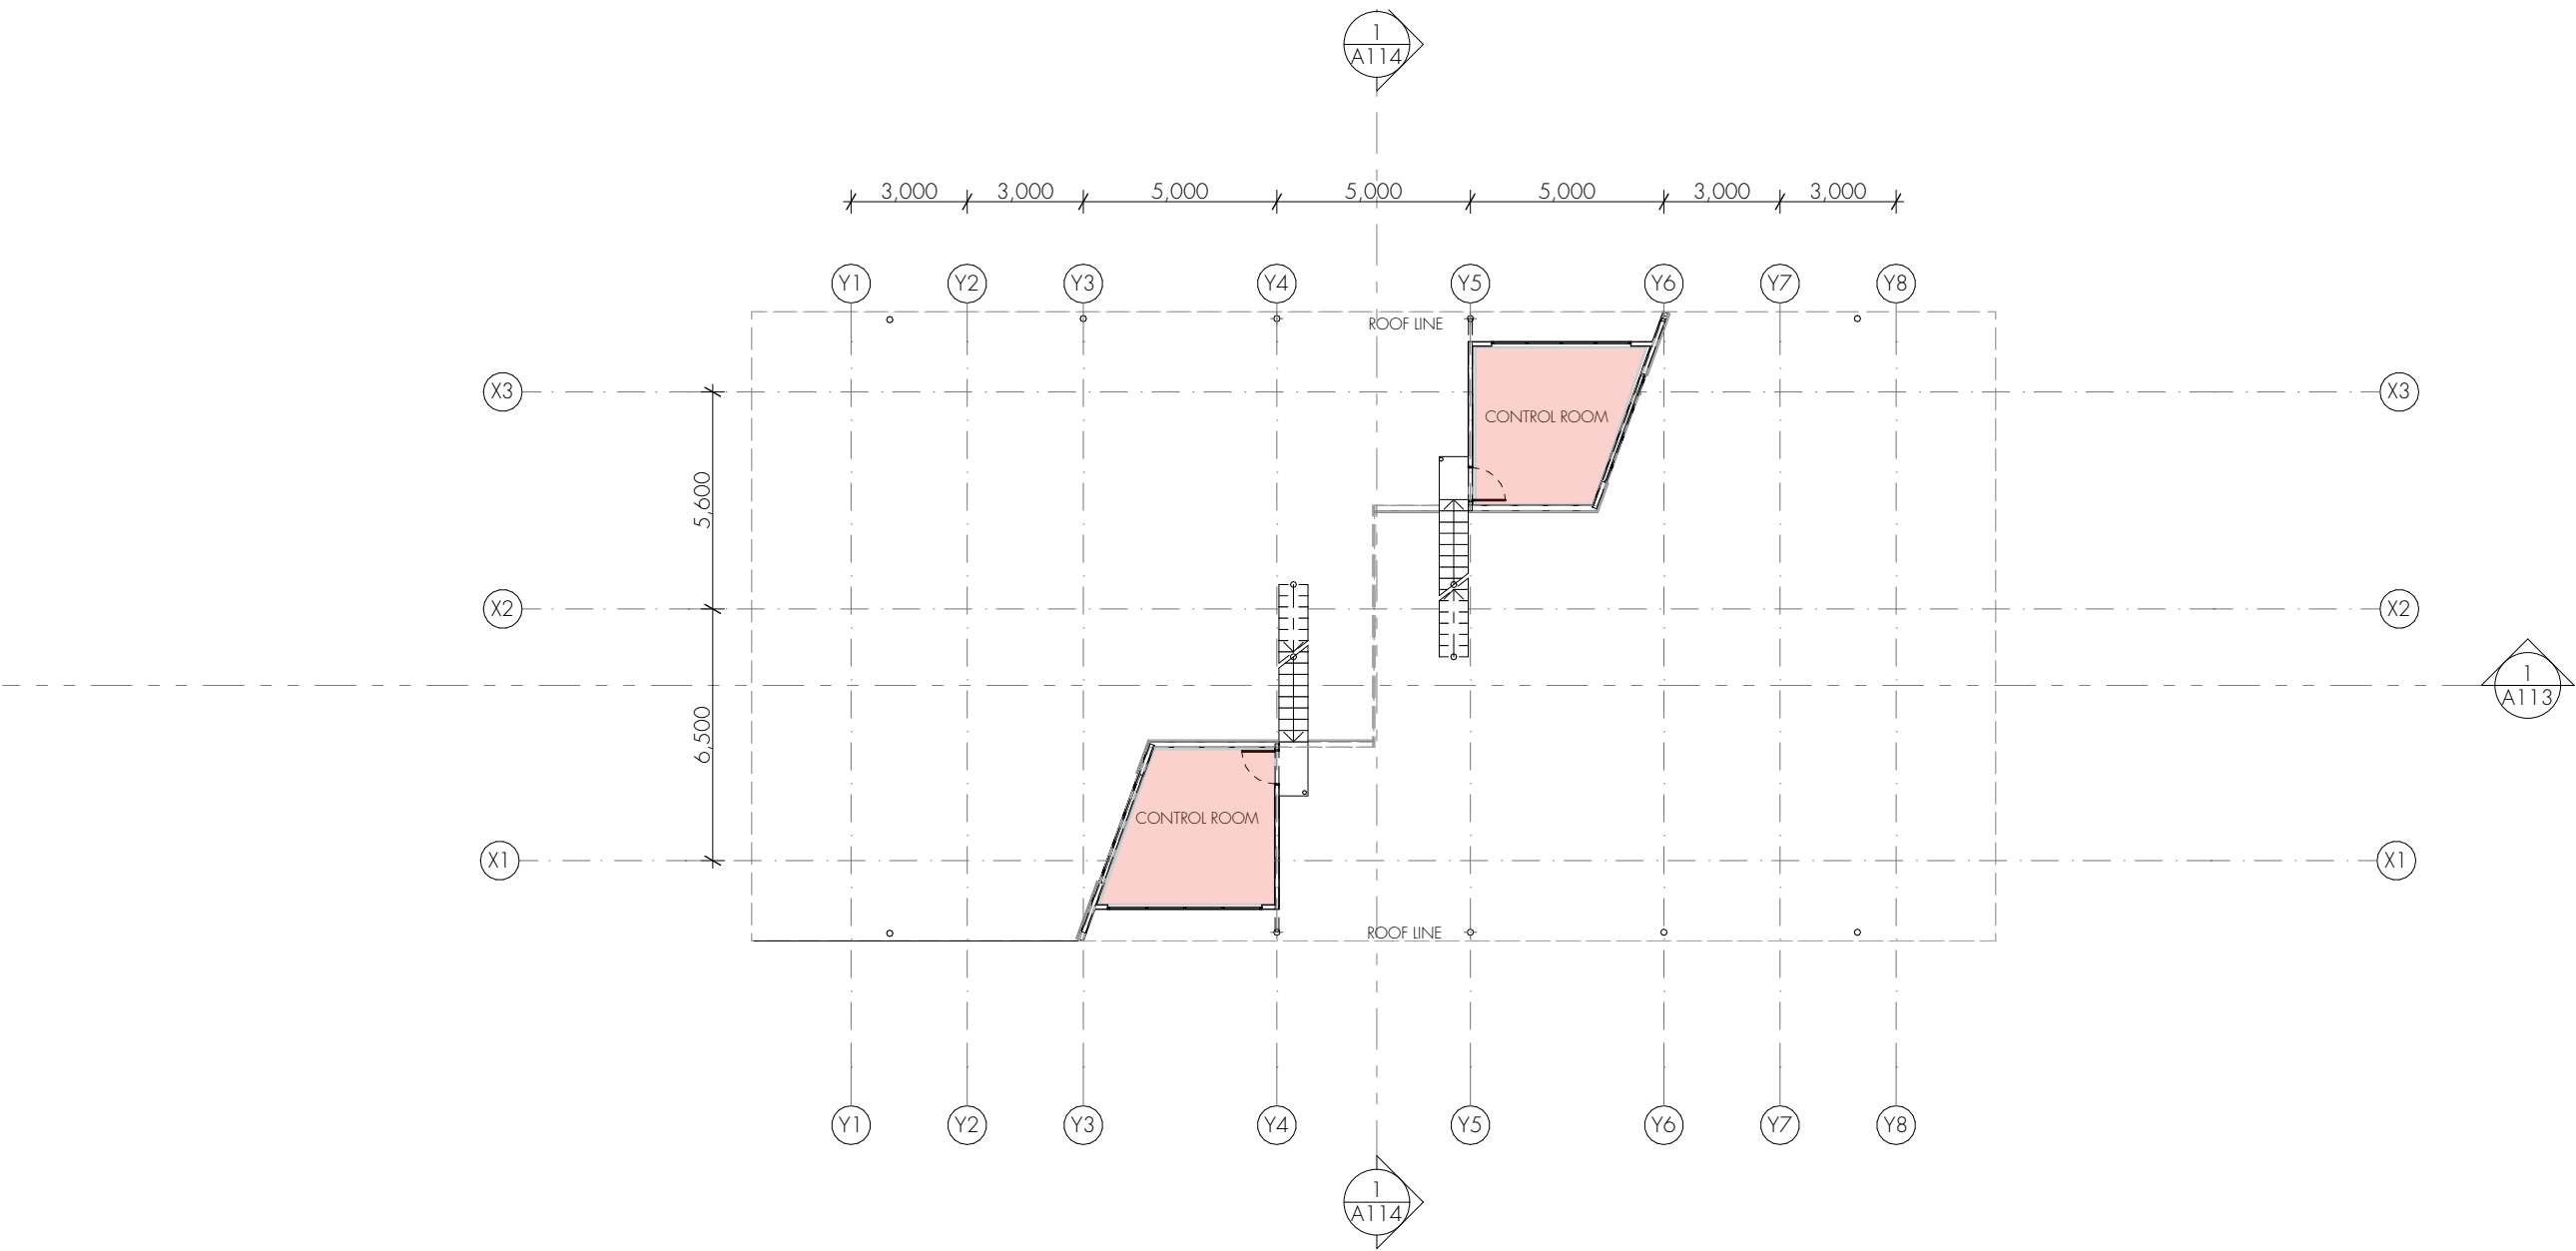 1
A114
3,000 3,000 5,000 5,000 5,000 3,000 3,000
Y1 Y2 Y3 Y4 Y5 Y6 Y7 Y8
ROOF LINE
X3 X3
CONTROL ROOM
5,600
X2 X2
1
A113
6,500
CONTROL ROOM
X1 X1
ROOF LINE
Y1 Y2 Y3 Y4 Y5 Y6 Y7 Y8
1
A114